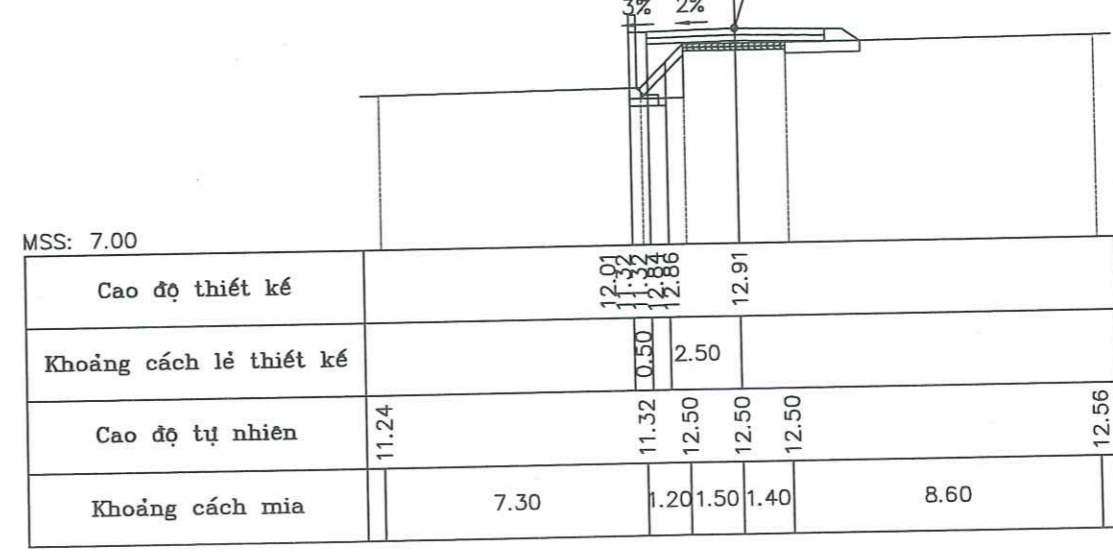 3% 2%
MSS: 7.00
Cao độ thiết kế 12.01 11.32 11.32 12.84 12.86 12.91
Khoảng cách lẻ thiết kế 0.50 2.50
Cao độ tự nhiên 11.24 11.32 12.50 12.50 12.50 12.56
Khoảng cách mia 7.30 1.20 1.50 1.40 8.60